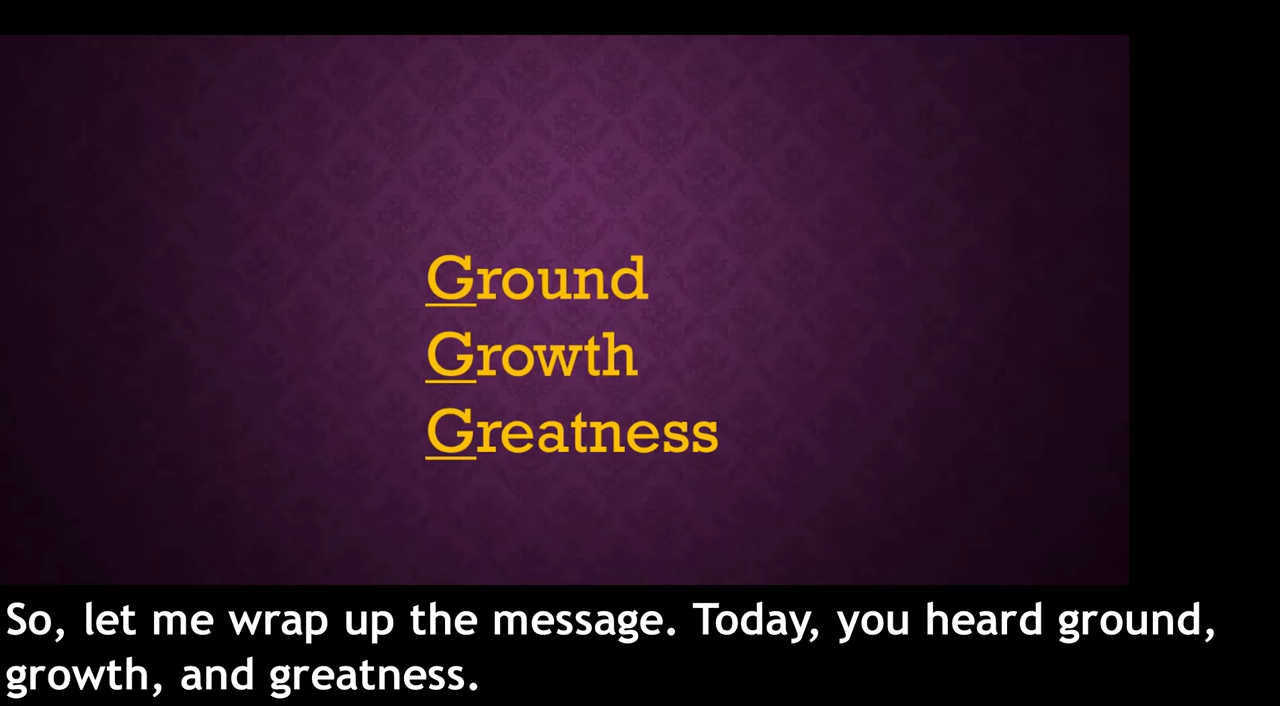 Ground
Growth
Greatness
So, let me wrap up the message. Today, you heard ground,
growth, and greatness.